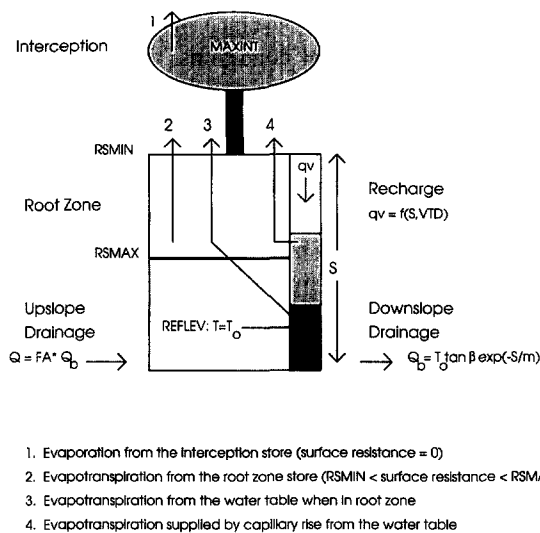 1
Interception
MAXINT
2 3 4
RSMIN
qv
Root Zone
Recharge
qv = f(S,VTD)
RSMAX
S
Upslope
Drainage
Q = FA* Qb
REFLEV: T=To
Downslope
Drainage
Qb = To tan β exp(-S/m)
1. Evaporation from the interception store (surface resistance = 0)
2. Evapotranspiration from the root zone store (RSMIN < surface resistance < RSM
3. Evapotranspiration from the water table when in root zone
4. Evapotranspiration supplied by capillary rise from the water table